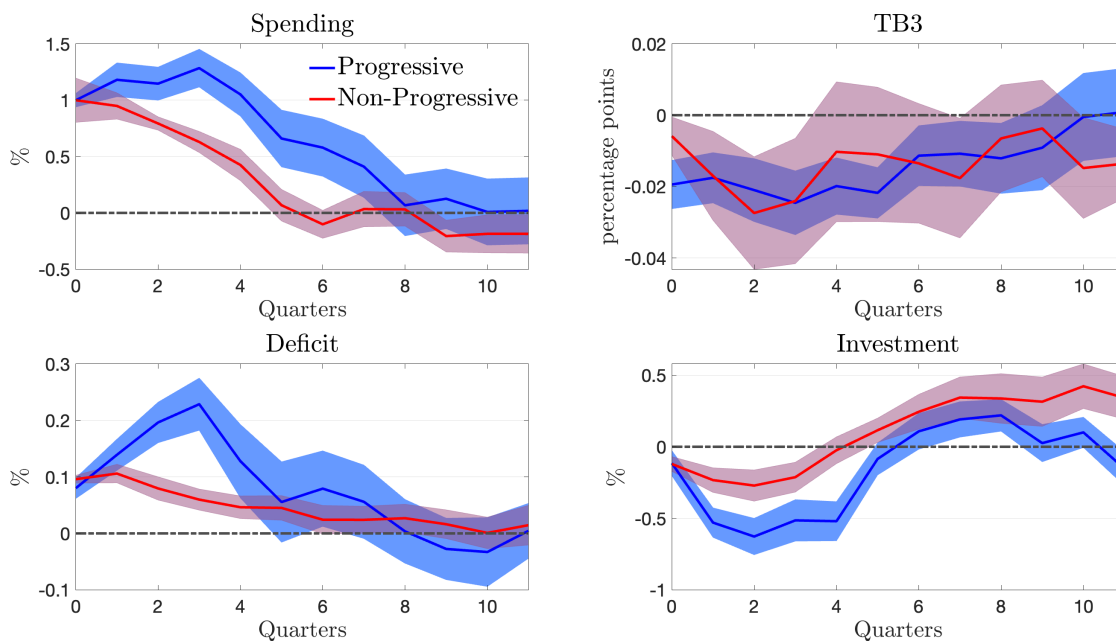 Spending
1.5
1
0.5
0
-0.5
%
Progressive
Non-Progressive
0 2 4 6 8 10
Quarters
TB3
0.02
0
-0.02
-0.04
percentage points
0 2 4 6 8 10
Quarters
Deficit
0.3
0.2
0.1
0
-0.1
%
0 2 4 6 8 10
Quarters
Investment
0.5
0
-0.5
-1
%
0 2 4 6 8 10
Quarters